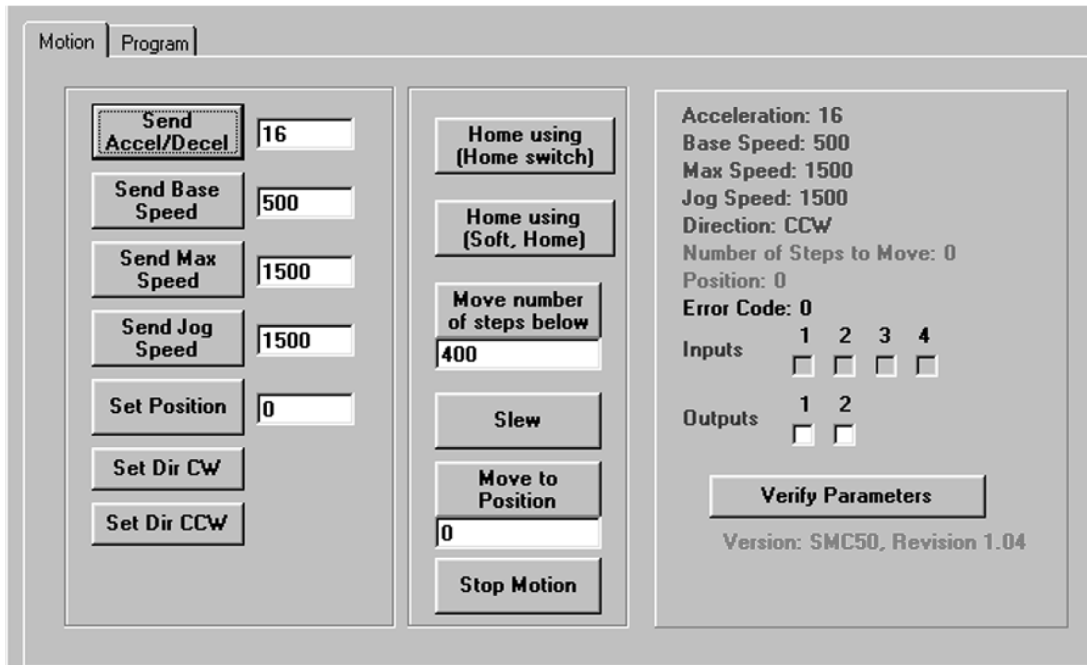 Motion
Program
Send
Accel/Decel
16
Send Base
Speed
500
Send Max
Speed
1500
Send Jog
Speed
1500
Set Position
0
Set Dir CW
Set Dir CCW
Home using
(Home switch)
Home using
(Soft, Home)
Move number
of steps below
400
Slew
Move to
Position
0
Stop Motion
Acceleration: 16
Base Speed: 500
Max Speed: 1500
Jog Speed: 1500
Direction: CCW
Number of Steps to Move: 0
Position: 0
Error Code: 0
1 2 3 4
Inputs
1 2
Outputs
Verify Parameters
Version: SMC50, Revision 1.04